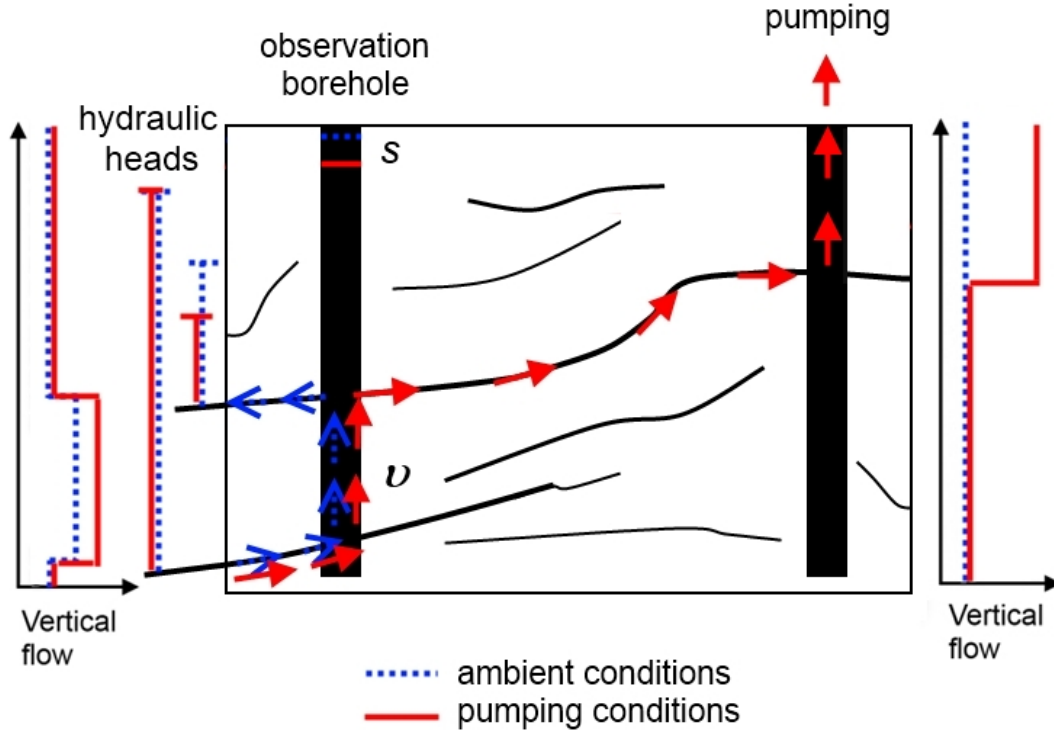 pumping
observation
borehole
hydraulic
heads
s
υ
Vertical
flow
Vertical
flow
ambient conditions
pumping conditions